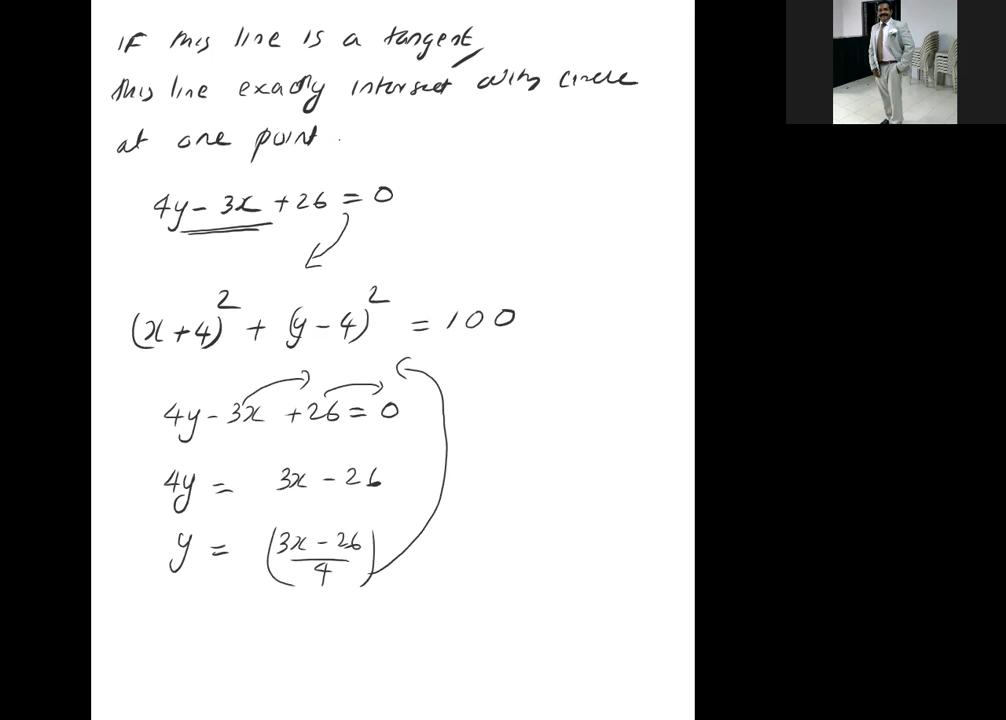 IF this line is a tangent,
this line exactly interset with circle
at one point.
4y - 3x + 26 = 0
(x + 4)² + (y - 4)² = 100
4y - 3x + 26 = 0
4y = 3x - 26
y = (3x - 26 / 4)